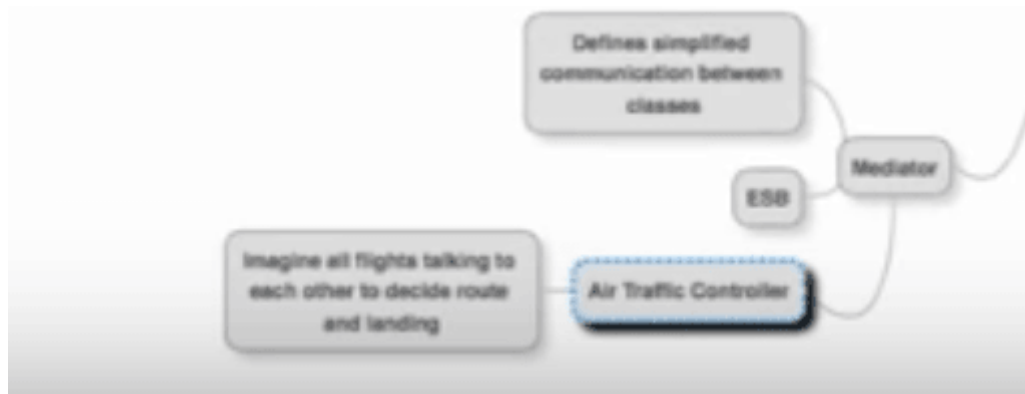 Defines simplified
communication between
classes
Mediator
ESB
Imagine all flights talking to
each other to decide route
and landing
Air Traffic Controller